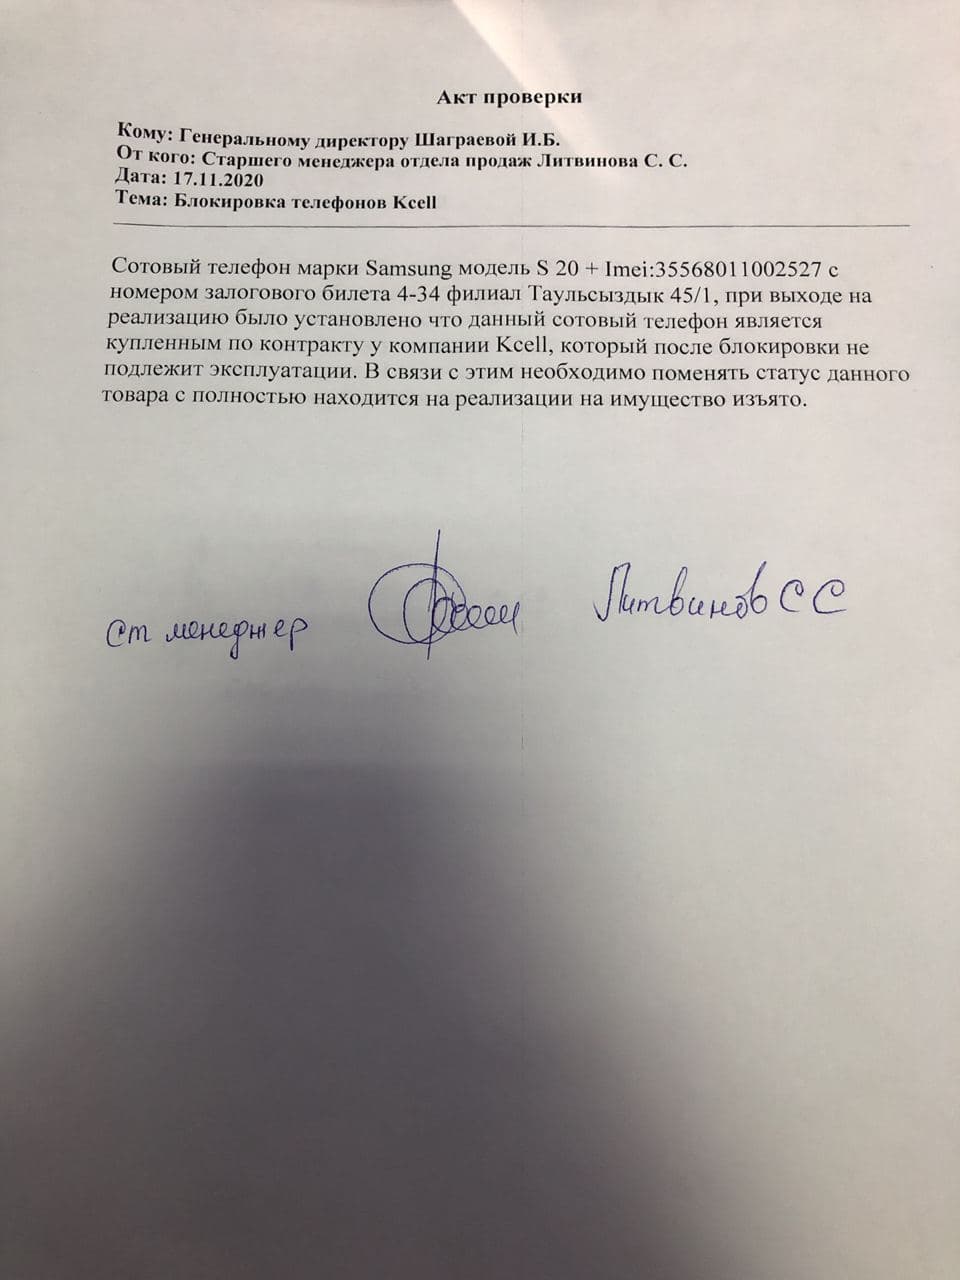 Акт проверки
Кому: Генеральному директору Шаграевой И.Б.
От кого: Старшего менеджера отдела продаж Литвинова С. С.
Дата: 17.11.2020
Тема: Блокировка телефонов Kcell
Сотовый телефон марки Samsung модель S 20 + Imei:35568011002527 с
номером залогового билета 4-34 филиал Таульсыздык 45/1, при выходе на
реализацию было установлено что данный сотовый телефон является
купленным по контракту у компании Kcell, который после блокировки не
подлежит эксплуатации. В связи с этим необходимо поменять статус данного
товара с полностью находится на реализации на имущество изъято.
ст менеджер Литвинов С С